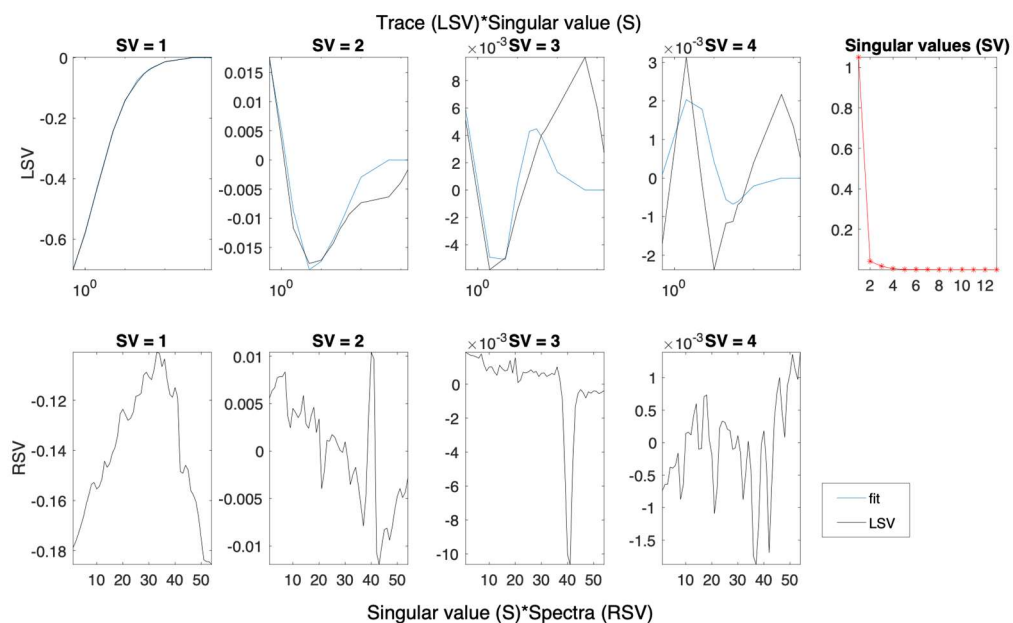 Trace (LSV)*Singular value (S)
SV = 1
SV = 2
×10⁻³ SV = 3
×10⁻³ SV = 4
Singular values (SV)
LSV
0
-0.2
-0.4
-0.6
10⁰
0.015
0.01
0.005
0
-0.005
-0.01
-0.015
10⁰
8
6
4
2
0
-2
-4
10⁰
3
2
1
0
-1
-2
10⁰
1
0.8
0.6
0.4
0.2
2 4 6 8 10 12
SV = 1
SV = 2
×10⁻³ SV = 3
×10⁻³ SV = 4
RSV
-0.12
-0.14
-0.16
-0.18
10 20 30 40 50
0.01
0.005
0
-0.005
-0.01
10 20 30 40 50
0
-2
-4
-6
-8
-10
10 20 30 40 50
1
0.5
0
-0.5
-1
-1.5
10 20 30 40 50
fit
LSV
Singular value (S)*Spectra (RSV)